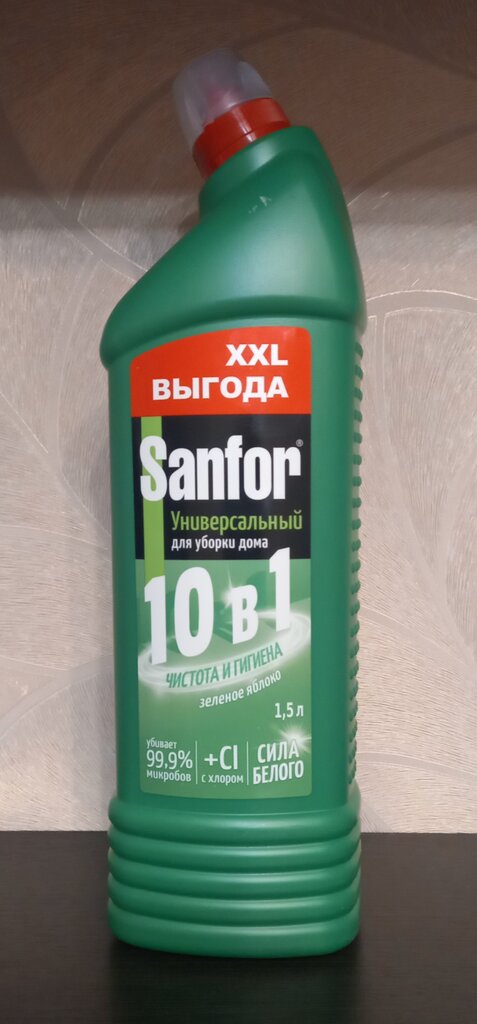 XXL
ВЫГОДА
Sanfor®
Универсальный
для уборки дома
10 в 1
ЧИСТОТА И ГИГИЕНА
зеленое яблоко
1,5 л
убивает
99,9%
микробов
+Cl
с хлором
СИЛА
БЕЛОГО